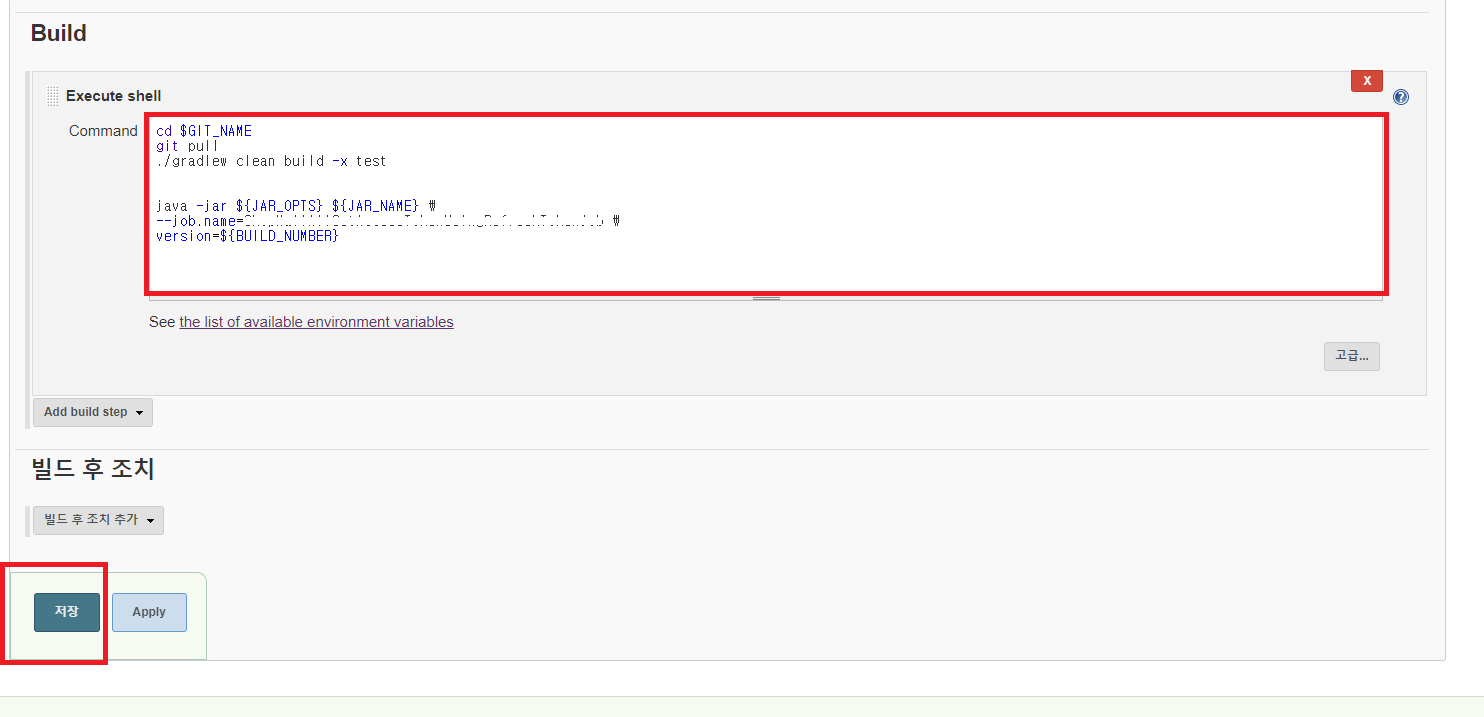 Build
X
Execute shell
Command
cd $GIT_NAME
git pull
./gradlew clean build -x test
java -jar ${JAR_OPTS} ${JAR_NAME} ₩
--job.name= ₩
version=${BUILD_NUMBER}
See the list of available environment variables
고급...
Add build step
빌드 후 조치
빌드 후 조치 추가
저장
Apply